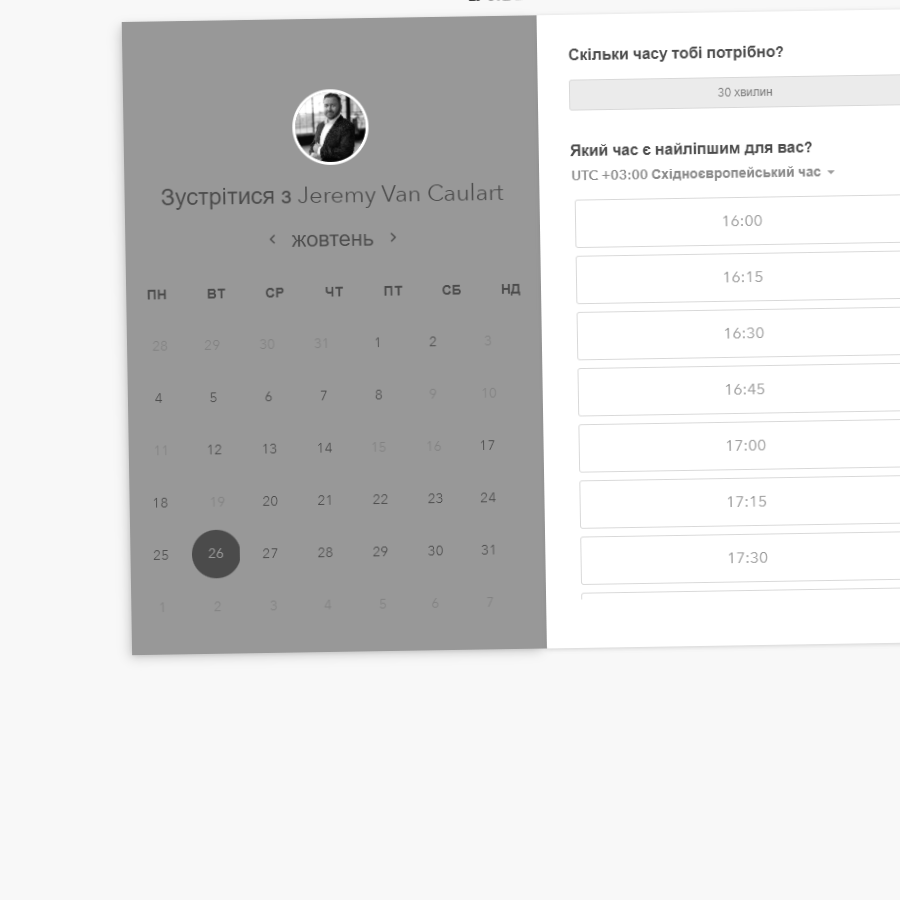 Зустрітися з Jeremy Van Caulart
жовтень
ПН ВТ СР ЧТ ПТ СБ НД
28 29 30 31 1 2 3
4 5 6 7 8 9 10
11 12 13 14 15 16 17
18 19 20 21 22 23 24
25 26 27 28 29 30 31
1 2 3 4 5 6 7
Скільки часу тобі потрібно?
30 хвилин
Який час є найліпшим для вас?
UTC +03:00 Східноєвропейський час
16:00
16:15
16:30
16:45
17:00
17:15
17:30